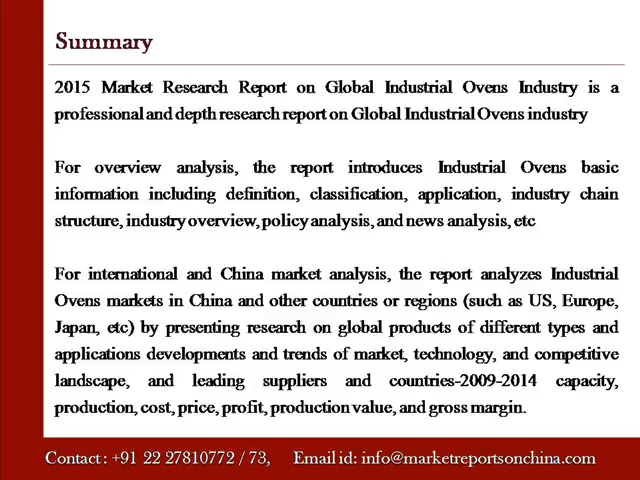 Summary
2015 Market Research Report on Global Industrial Ovens Industry is a
professional and depth research report on Global Industrial Ovens industry
For overview analysis, the report introduces Industrial Ovens basic
information including definition, classification, application, industry chain
structure, industry overview, policy analysis, and news analysis, etc
For international and China market analysis, the report analyzes Industrial
Ovens markets in China and other countries or regions (such as US, Europe,
Japan, etc) by presenting research on global products of different types and
applications developments and trends of market, technology, and competitive
landscape, and leading suppliers and countries-2009-2014 capacity,
production, cost, price, profit, production value, and gross margin.
Contact : +91 22 27810772 / 73, Email id: info@marketreportsonchina.com